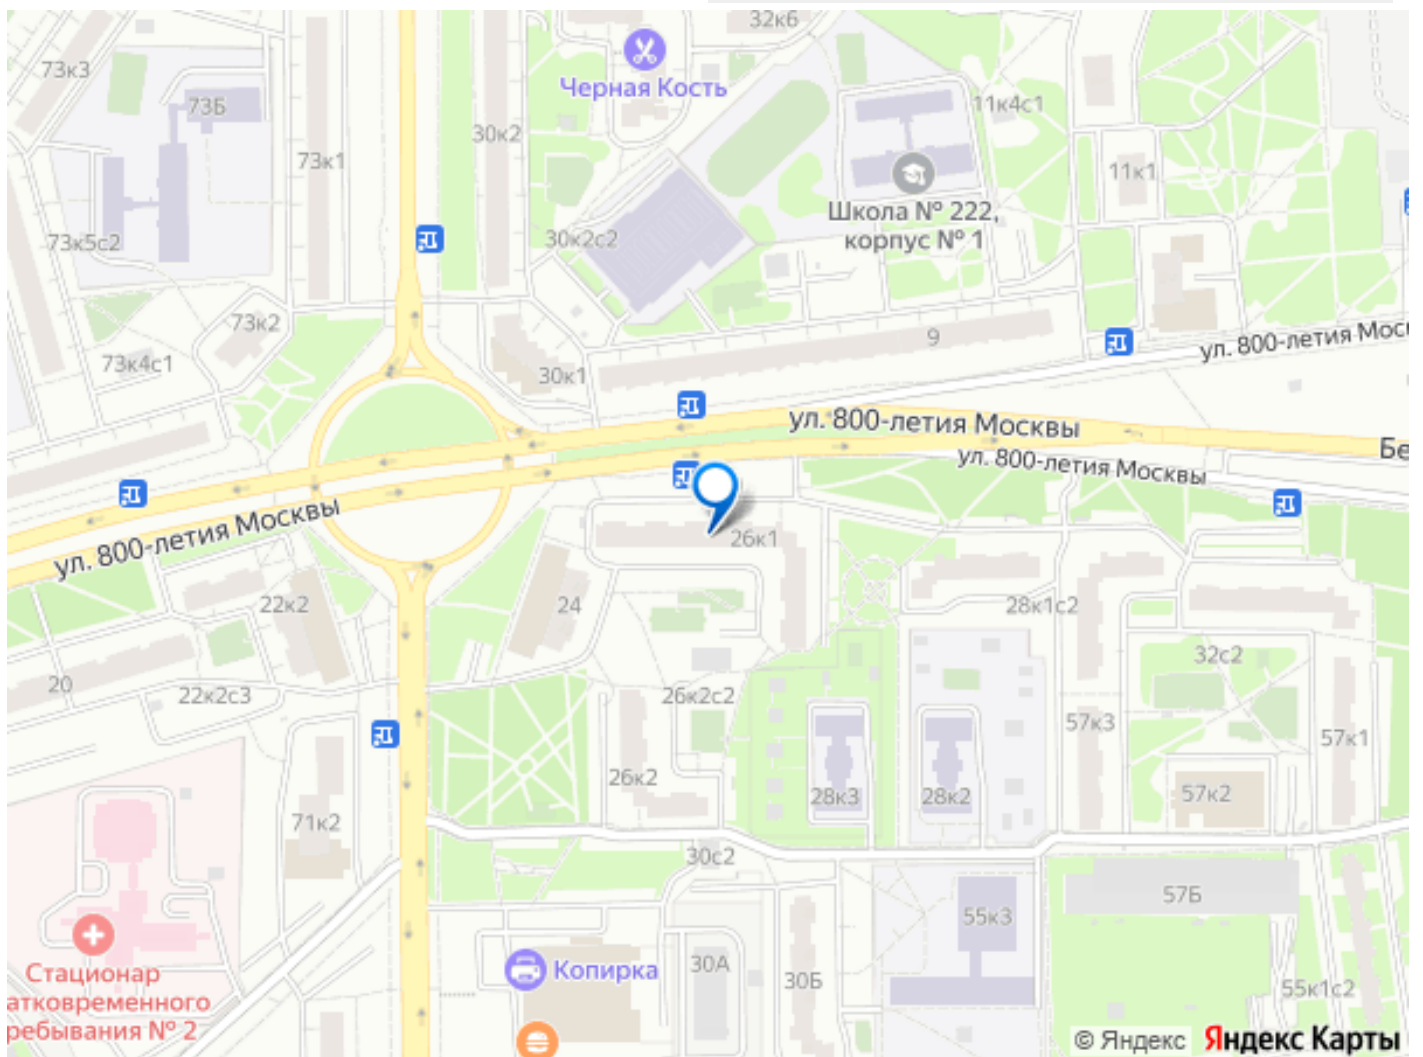 32к6
73к3
Черная Кость
73Б
11к4с1
30к2
73к1
11к1
Школа № 222,
корпус № 1
73к5с2
30к2с2
73к2
9
ул. 800-летия Мос
73к4с1
30к1
ул. 800-летия Москвы
Бе
ул. 800-летия Москвы
ул. 800-летия Москвы
26к1
22к2
24
28к1с2
32с2
20
22к2с3
26к2с2
57к3
57к1
26к2
28к3
28к2
57к2
71к2
30с2
57Б
55к3
Стационар
атковременного
ребывания № 2
Копирка
30А
30Б
55к1с2
© Яндекс
Яндекс Карты